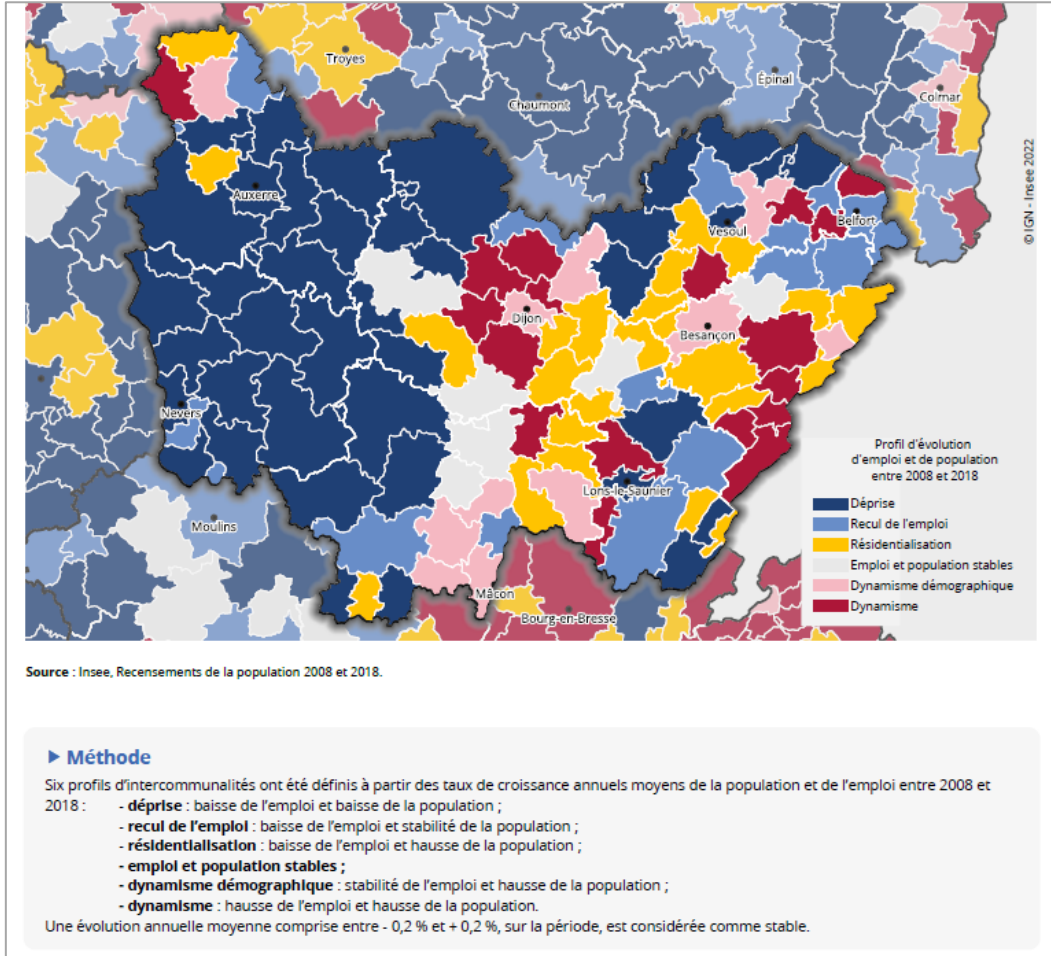 Troyes
Épinal
Chaumont
Colmar
© IGN - Insee 2022
Auxerre
Belfort
Vesoul
Dijon
Besançon
Nevers
Lons-le-Saunier
Moulins
Mâcon
Bourg-en-Bresse
Profil d'évolution
d'emploi et de population
entre 2008 et 2018
Déprise
Recul de l'emploi
Résidentialisation
Emploi et population stables
Dynamisme démographique
Dynamisme
Source : Insee, Recensements de la population 2008 et 2018.
▶ Méthode
Six profils d'intercommunalités ont été définis à partir des taux de croissance annuels moyens de la population et de l'emploi entre 2008 et
2018 : - déprise : baisse de l'emploi et baisse de la population ;
- recul de l'emploi : baisse de l'emploi et stabilité de la population ;
- résidentialisation : baisse de l'emploi et hausse de la population ;
- emploi et population stables ;
- dynamisme démographique : stabilité de l'emploi et hausse de la population ;
- dynamisme : hausse de l'emploi et hausse de la population.
Une évolution annuelle moyenne comprise entre - 0,2 % et + 0,2 %, sur la période, est considérée comme stable.